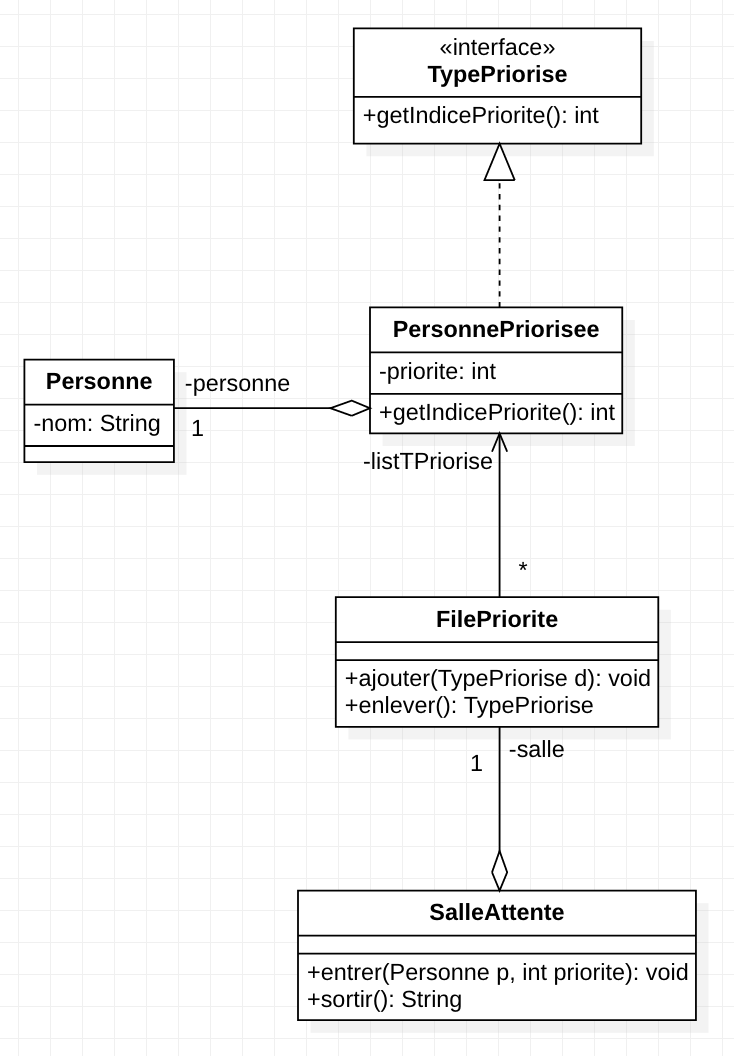 «interface»
TypePriorise
+getIndicePriorite(): int
PersonnePriorisee
-priorite: int
+getIndicePriorite(): int
Personne
-nom: String
-personne
1
-listTPriorise
*
FilePriorite
+ajouter(TypePriorise d): void
+enlever(): TypePriorise
-salle
1
SalleAttente
+entrer(Personne p, int priorite): void
+sortir(): String